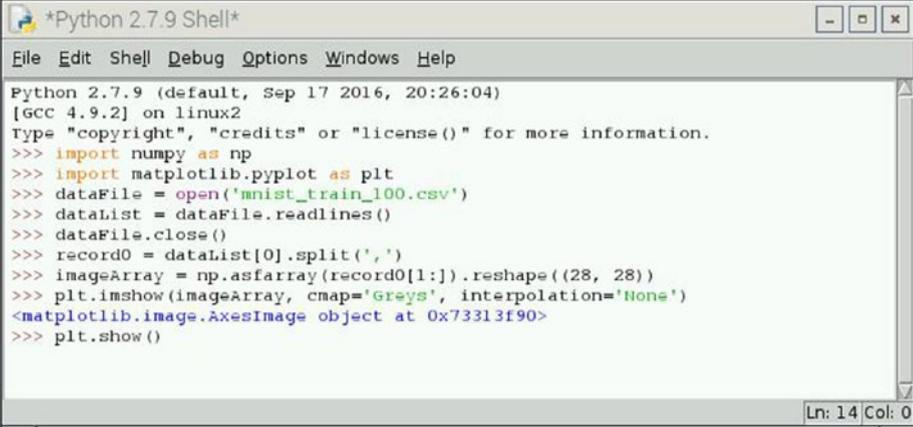 *Python 2.7.9 Shell*
File Edit Shell Debug Options Windows Help
Python 2.7.9 (default, Sep 17 2016, 20:26:04)
[GCC 4.9.2] on linux2
Type "copyright", "credits" or "license()" for more information.
>>> import numpy as np
>>> import matplotlib.pyplot as plt
>>> dataFile = open('mnist_train_100.csv')
>>> dataList = dataFile.readlines()
>>> dataFile.close()
>>> record0 = dataList[0].split(',')
>>> imageArray = np.asfarray(record0[1:]).reshape((28, 28))
>>> plt.imshow(imageArray, cmap='Greys', interpolation='None')
<matplotlib.image.AxesImage object at 0x73313f90>
>>> plt.show()
Ln: 14 Col: 0